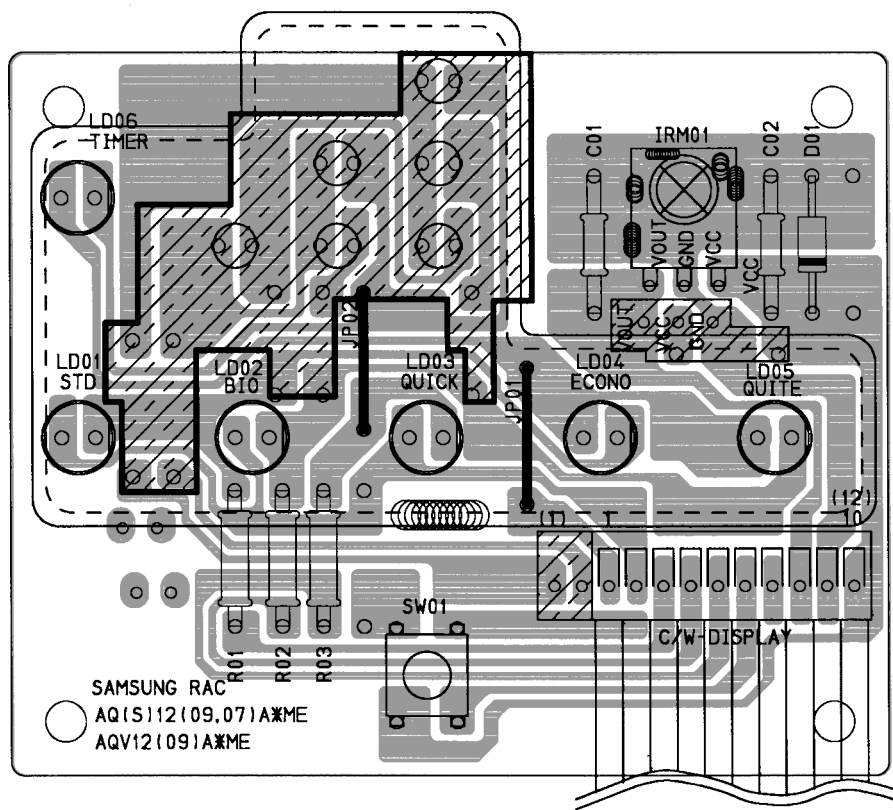 LD06
TIMER
C01
IRM01
C02
D01
VOUT
GND
VCC
VCC
VOUT
VCC
GND
JP02
LD01
STD
LD02
BIO
LD03
QUICK
JP01
LD04
ECONO
LD05
QUITE
(1)
1
(12)
10
SW01
C/W-DISPLAY
R01
R02
R03
SAMSUNG RAC
AQ(S)12(09,07)A*ME
AQV12(09)A*ME